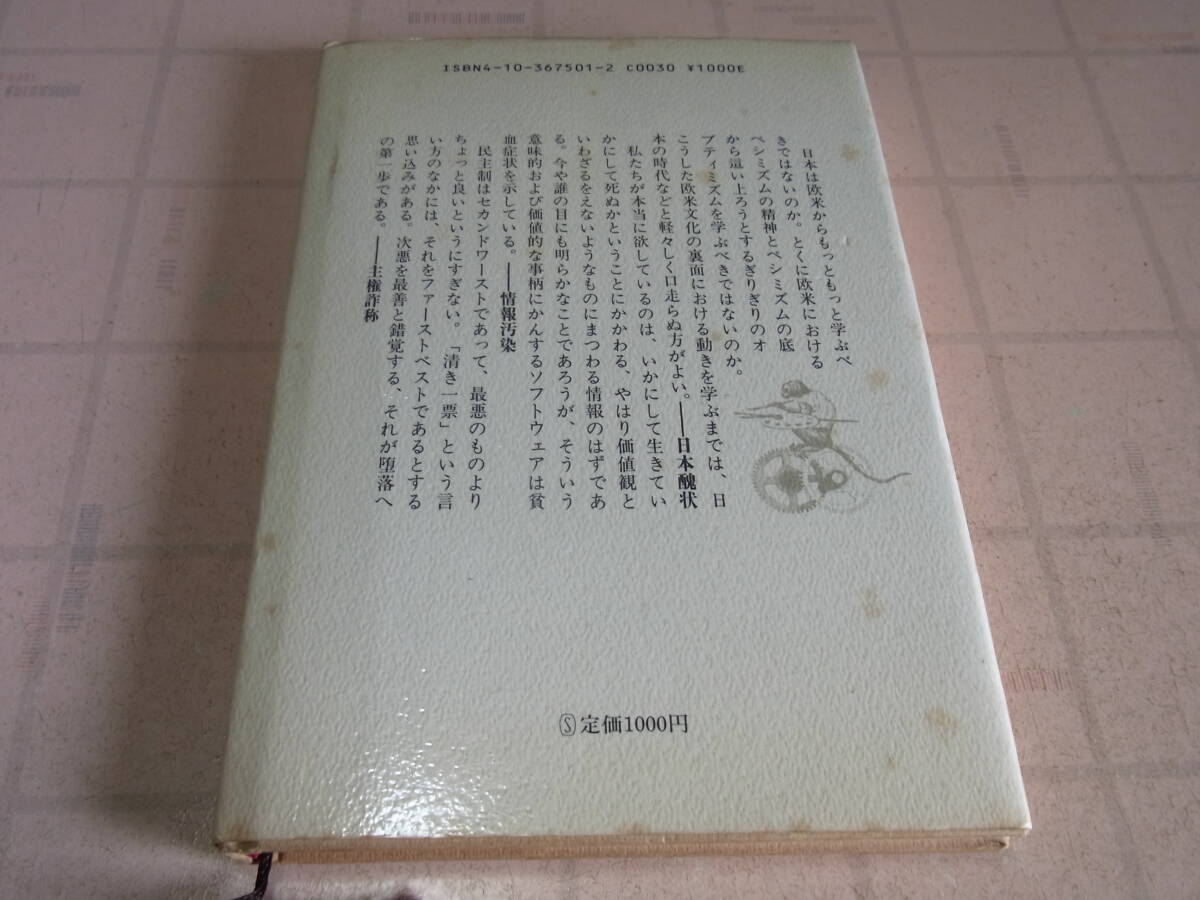 ISBN4-10-367501-2 C0030 ¥1000E
日本は欧米からもっともっと学ぶべ
きではないのか。とくに欧米における
ペシミズムの精神とペシミズムの底
から這い上ろうとするぎりぎりのオ
プティミズムを学ぶべきではないのか。
こうした欧米文化の裏面における動きを学ぶまでは、日
本の時代などと軽々しく口走らぬ方がよい。――日本醜状
私たちが本当に欲しているのは、いかにして生きてい
かにして死ぬかということにかかわる、やはり価値観と
いわざるをえないようなものにまつわる情報のはずであ
る。今や誰の目にも明らかなことであろうが、そういう
意味的および価値的な事柄にかんするソフトウェアは貧
血症状を示している。――情報汚染
民主制はセカンドワーストであって、最悪のものより
ちょっと良いというにすぎない。「清き一票」という言
い方のなかには、それをファーストベストであるとする
思い込みがある。次悪を最善と錯覚する、それが堕落へ
の第一歩である。――主権詐称
Ⓢ定価1000円